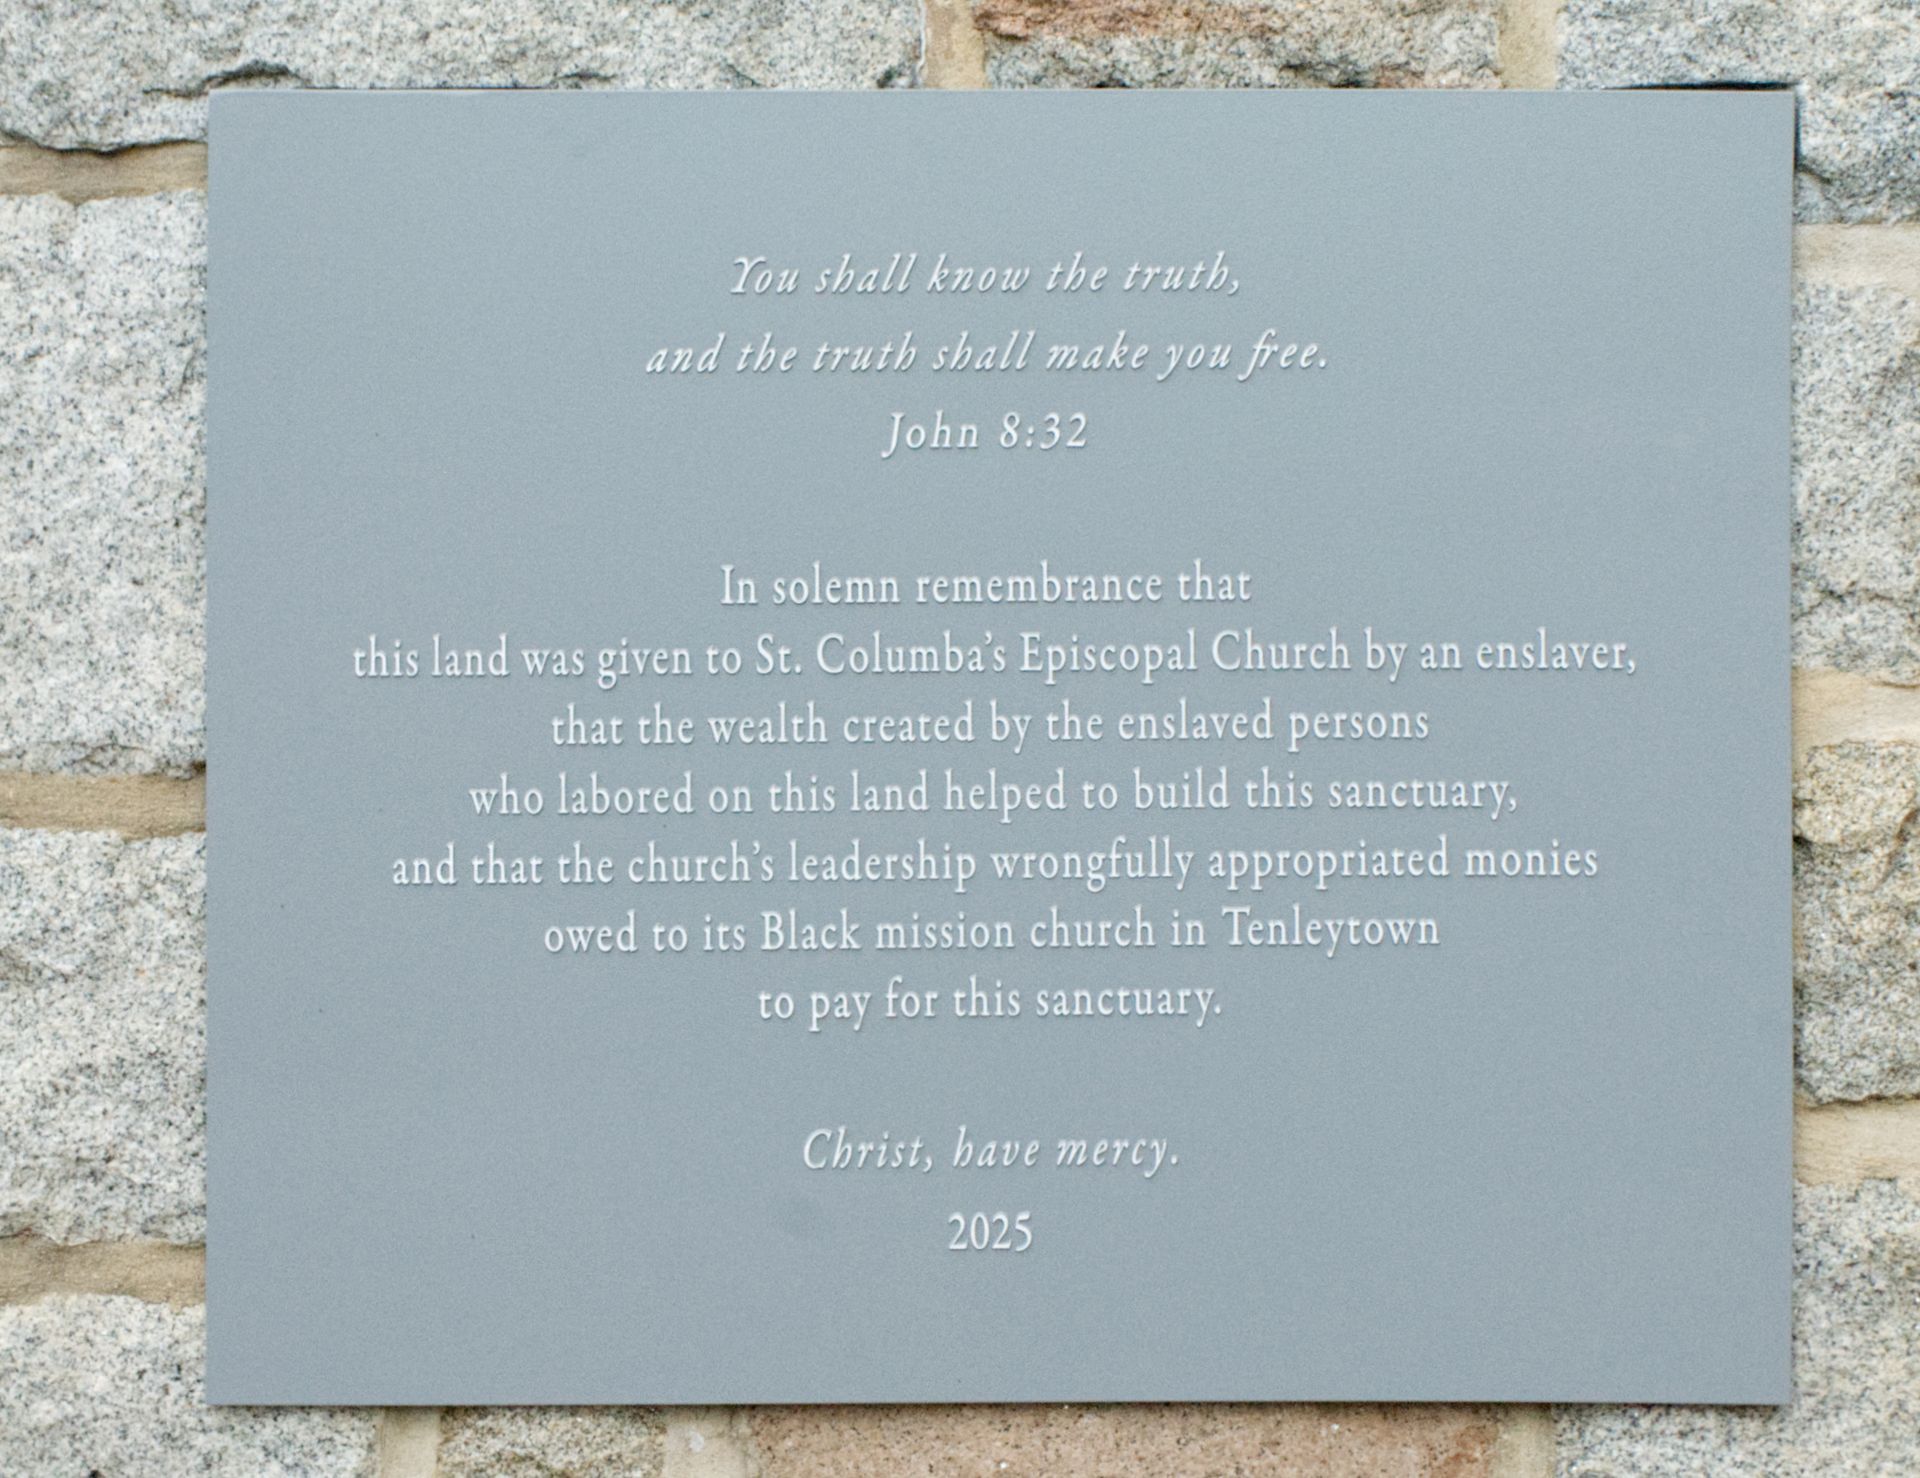 You shall know the truth,
and the truth shall make you free.
John 8:32
In solemn remembrance that
this land was given to St. Columba’s Episcopal Church by an enslaver,
that the wealth created by the enslaved persons
who labored on this land helped to build this sanctuary,
and that the church’s leadership wrongfully appropriated monies
owed to its Black mission church in Tenleytown
to pay for this sanctuary.
Christ, have mercy.
2025